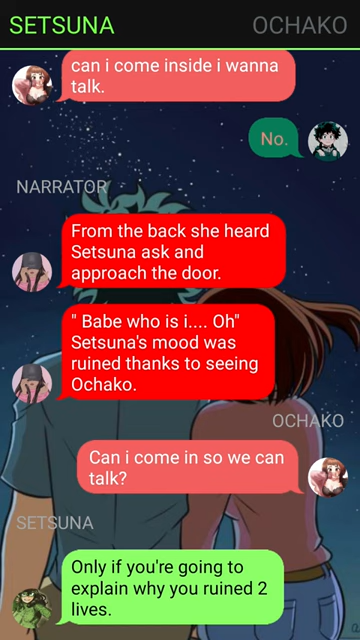 SETSUNA OCHAKO
can i come inside i wanna
talk.
No.
NARRATOR
From the back she heard
Setsuna ask and
approach the door.
" Babe who is i.... Oh"
Setsuna's mood was
ruined thanks to seeing
Ochako.
OCHAKO
Can i come in so we can
talk?
SETSUNA
Only if you're going to
explain why you ruined 2
lives.